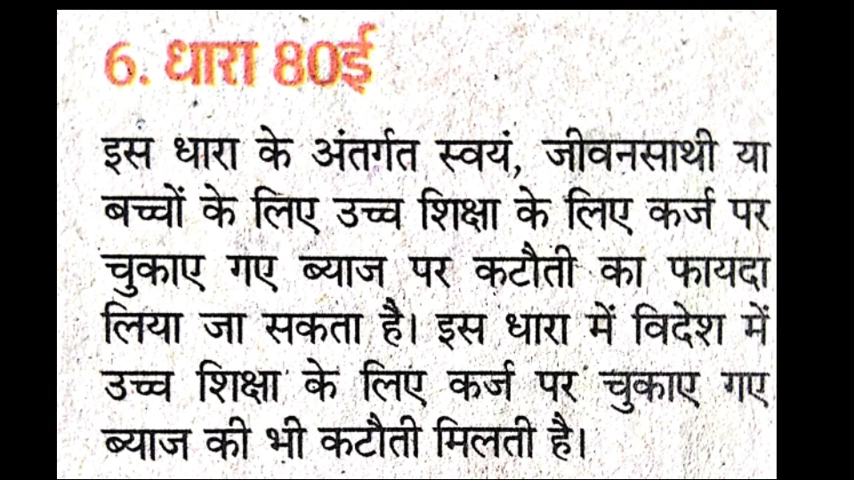 6. धारा 80ई
इस धारा के अंतर्गत स्वयं, जीवनसाथी या
बच्चों के लिए उच्च शिक्षा के लिए कर्ज पर
चुकाए गए ब्याज पर कटौती का फायदा
लिया जा सकता है। इस धारा में विदेश में
उच्च शिक्षा के लिए कर्ज पर चुकाए गए
ब्याज की भी कटौती मिलती है।